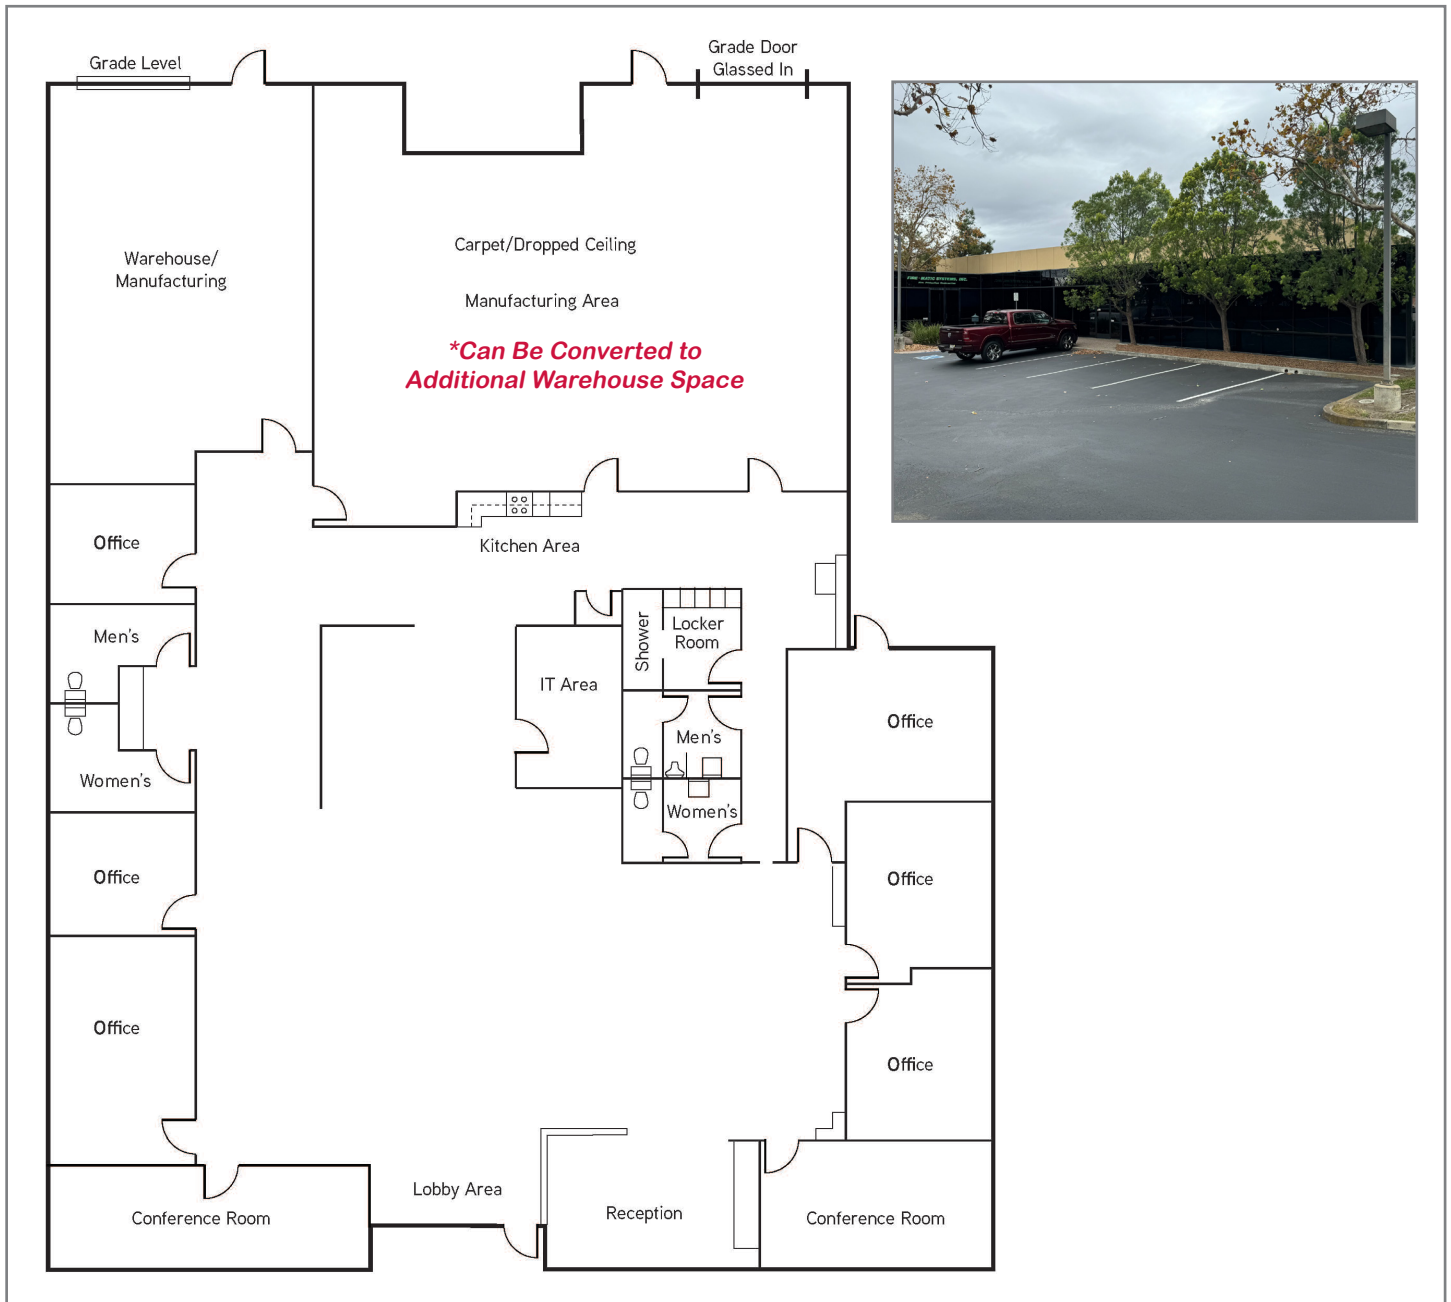 Grade Level
Grade Door
Glassed In
Warehouse/
Manufacturing
Carpet/Dropped Ceiling
Manufacturing Area
*Can Be Converted to
Additional Warehouse Space
Office
Kitchen Area
Men's
Shower
Locker
Room
IT Area
Office
Men's
Women's
Women's
Office
Office
Office
Office
Lobby Area
Conference Room
Reception
Conference Room